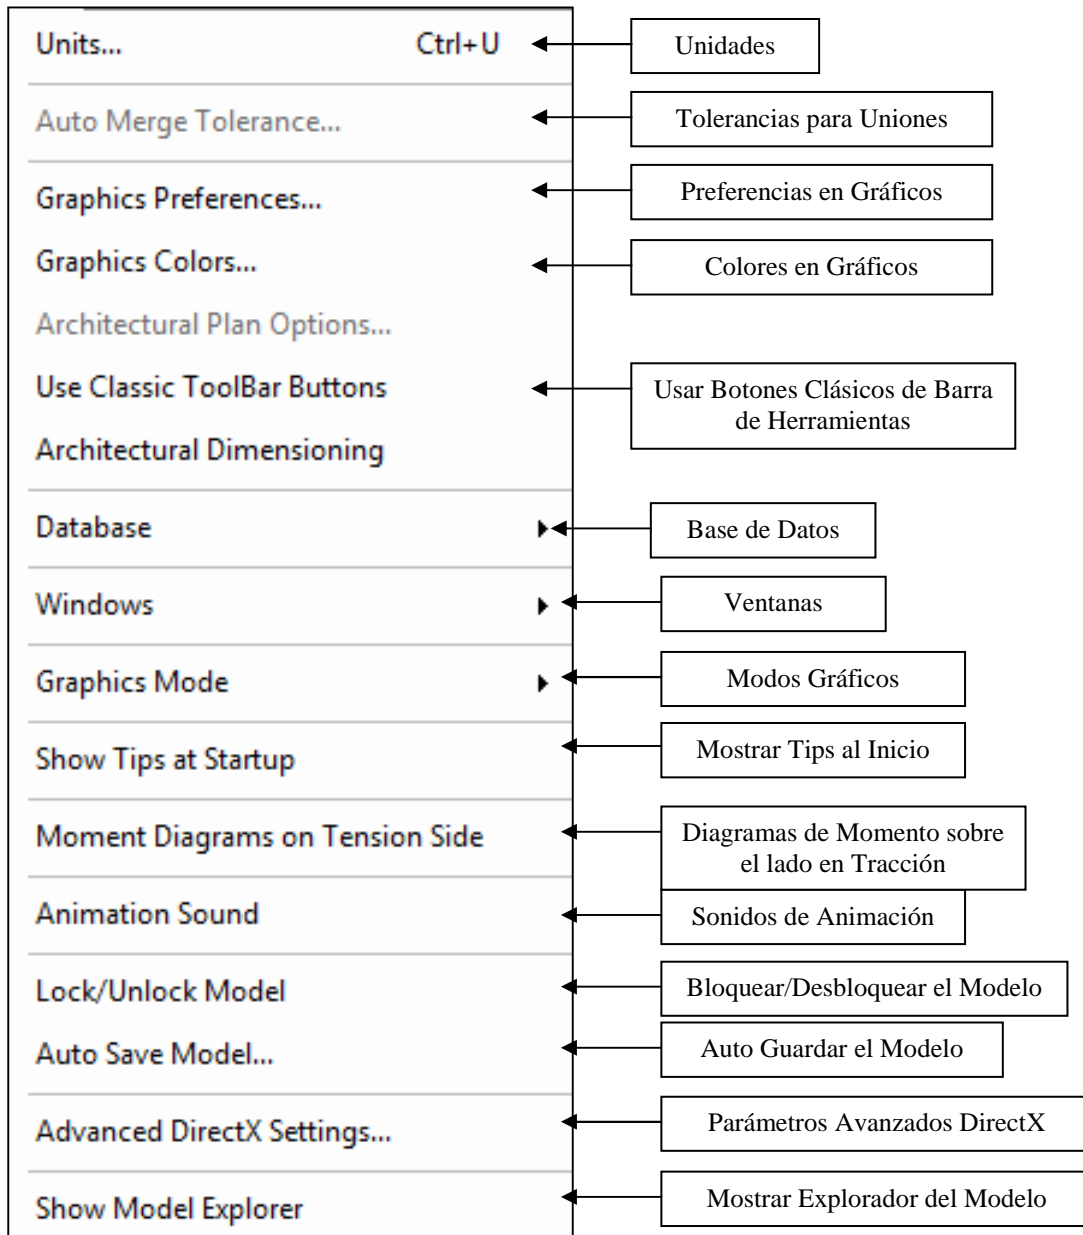 Units... Ctrl+U
Unidades
Auto Merge Tolerance...
Tolerancias para Uniones
Graphics Preferences...
Preferencias en Gráficos
Graphics Colors...
Colores en Gráficos
Architectural Plan Options...
Use Classic ToolBar Buttons
Usar Botones Clásicos de Barra
de Herramientas
Architectural Dimensioning
Database
Base de Datos
Windows
Ventanas
Graphics Mode
Modos Gráficos
Show Tips at Startup
Mostrar Tips al Inicio
Moment Diagrams on Tension Side
Diagramas de Momento sobre
el lado en Tracción
Animation Sound
Sonidos de Animación
Lock/Unlock Model
Bloquear/Desbloquear el Modelo
Auto Save Model...
Auto Guardar el Modelo
Advanced DirectX Settings...
Parámetros Avanzados DirectX
Show Model Explorer
Mostrar Explorador del Modelo